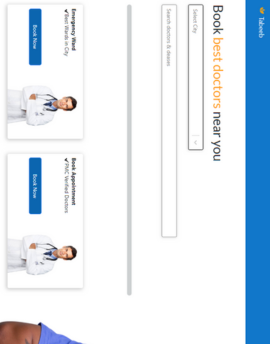 Tabeeb
Book best doctors near you
Select City
Search doctors & diseases
Emergency Ward
✓Best Wards in City
Book Now
Book Appointment
✓PMC Verified Doctors
Book Now